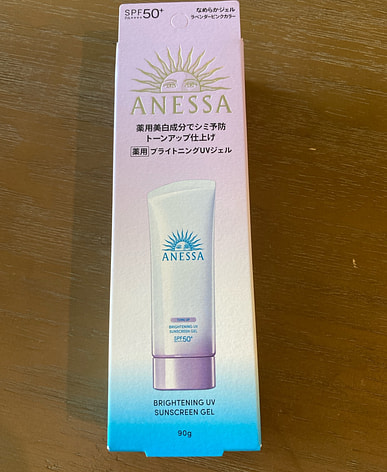 SPF50+
PA++++
なめらかジェル
ラベンダーピンクカラー
ANESSA
薬用美白成分でシミ予防
トーンアップ仕上げ
薬用 ブライトニングUVジェル
ANESSA
TONE UP
BRIGHTENING UV
SUNSCREEN GEL
SPF50+
BRIGHTENING UV
SUNSCREEN GEL
90g